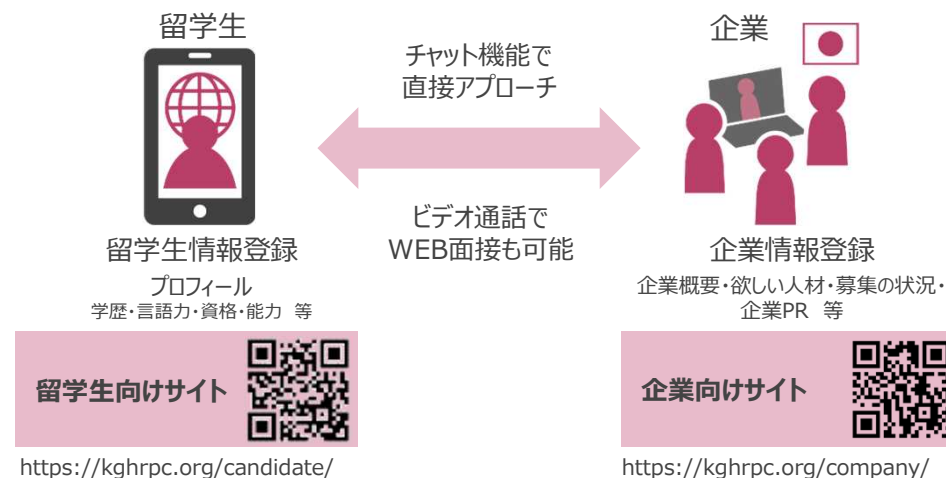 留学生
チャット機能で
直接アプローチ
ビデオ通話で
WEB面接も可能
企業
留学生情報登録
プロフィール
学歴・言語力・資格・能力 等
企業情報登録
企業概要・欲しい人材・募集の状況・
企業PR 等
留学生向けサイト
https://kghrpc.org/candidate/
企業向けサイト
https://kghrpc.org/company/